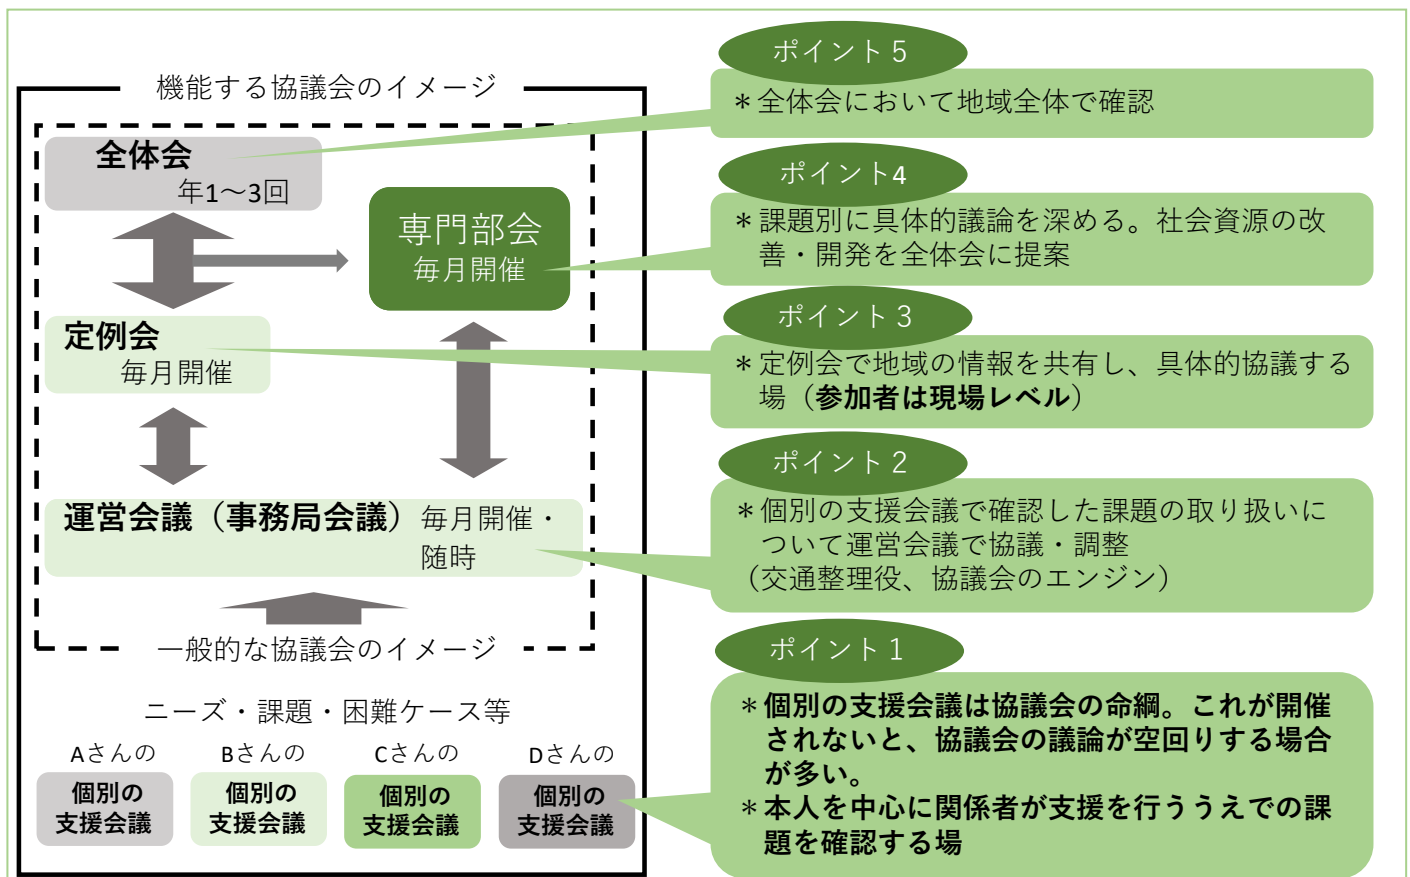 機能する協議会のイメージ
全体会
年1～3回
専門部会
毎月開催
定例会
毎月開催
運営会議（事務局会議）毎月開催・
随時
一般的な協議会のイメージ
ニーズ・課題・困難ケース等
Aさんの
個別の
支援会議
Bさんの
個別の
支援会議
Cさんの
個別の
支援会議
Dさんの
個別の
支援会議
ポイント５
＊全体会において地域全体で確認
ポイント4
＊課題別に具体的議論を深める。社会資源の改
善・開発を全体会に提案
ポイント３
＊定例会で地域の情報を共有し、具体的協議する
場（参加者は現場レベル）
ポイント２
＊個別の支援会議で確認した課題の取り扱いに
ついて運営会議で協議・調整
（交通整理役、協議会のエンジン）
ポイント１
＊個別の支援会議は協議会の命綱。これが開催
されないと、協議会の議論が空回りする場合
が多い。
＊本人を中心に関係者が支援を行ううえでの課
題を確認する場